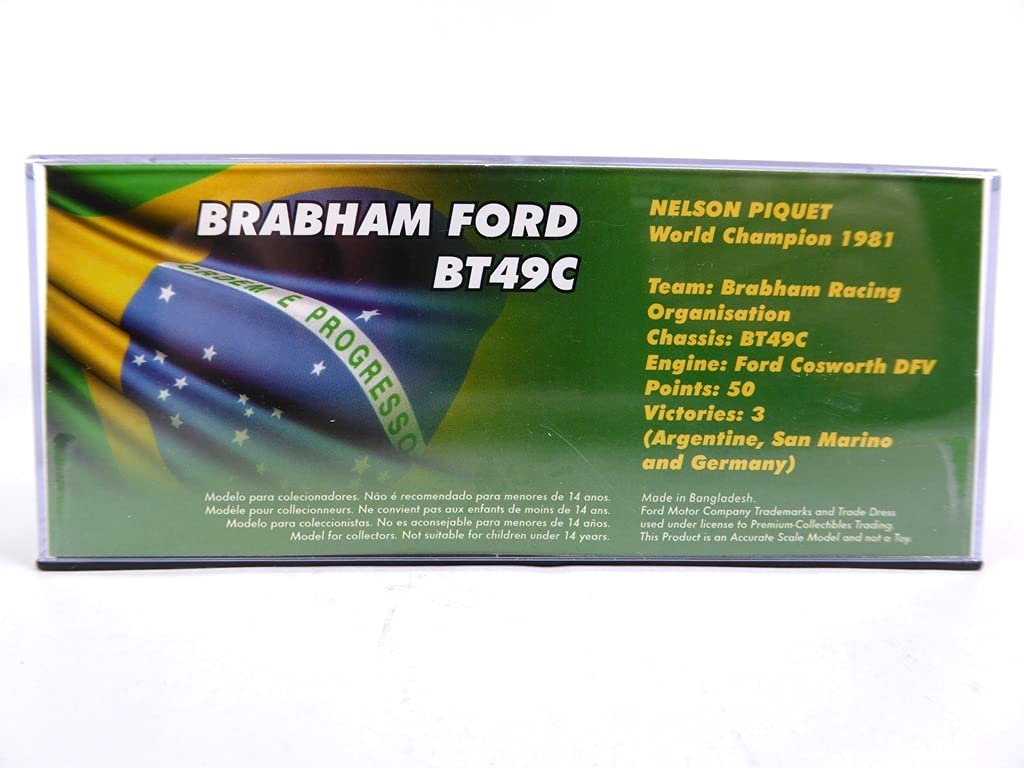 BRABHAM FORD
BT49C
ORDEM E PROGRESSO
NELSON PIQUET
World Champion 1981
Team: Brabham Racing
Organisation
Chassis: BT49C
Engine: Ford Cosworth DFV
Points: 50
Victories: 3
(Argentine, San Marino
and Germany)
Modelo para colecionadores. Não é recomendado para menores de 14 anos.
Modèle pour collectionneurs. Ne convient pas aux enfants de moins de 14 ans.
Modelo para coleccionistas. No es aconsejable para menores de 14 años.
Model for collectors. Not suitable for children under 14 years.
Made in Bangladesh.
Ford Motor Company Trademarks and Trade Dress
used under license to Premium-Collectibles Trading.
This Product is an Accurate Scale Model and not a Toy.